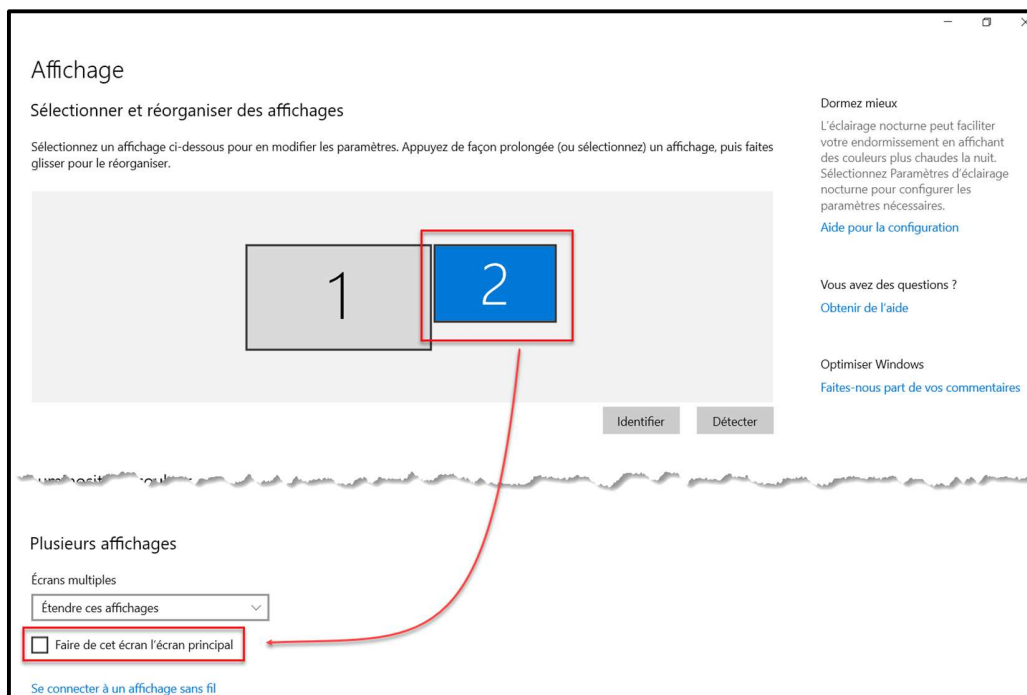 Affichage
Sélectionner et réorganiser des affichages
Sélectionnez un affichage ci-dessous pour en modifier les paramètres. Appuyez de façon prolongée (ou sélectionnez) un affichage, puis faites
glisser pour le réorganiser.
1
2
Identifier
Détecter
Plusieurs affichages
Écrans multiples
Étendre ces affichages
Faire de cet écran l'écran principal
Se connecter à un affichage sans fil
Dormez mieux
L'éclairage nocturne peut faciliter
votre endormissement en affichant
des couleurs plus chaudes la nuit.
Sélectionnez Paramètres d'éclairage
nocturne pour configurer les
paramètres nécessaires.
Aide pour la configuration
Vous avez des questions ?
Obtenir de l'aide
Optimiser Windows
Faites-nous part de vos commentaires